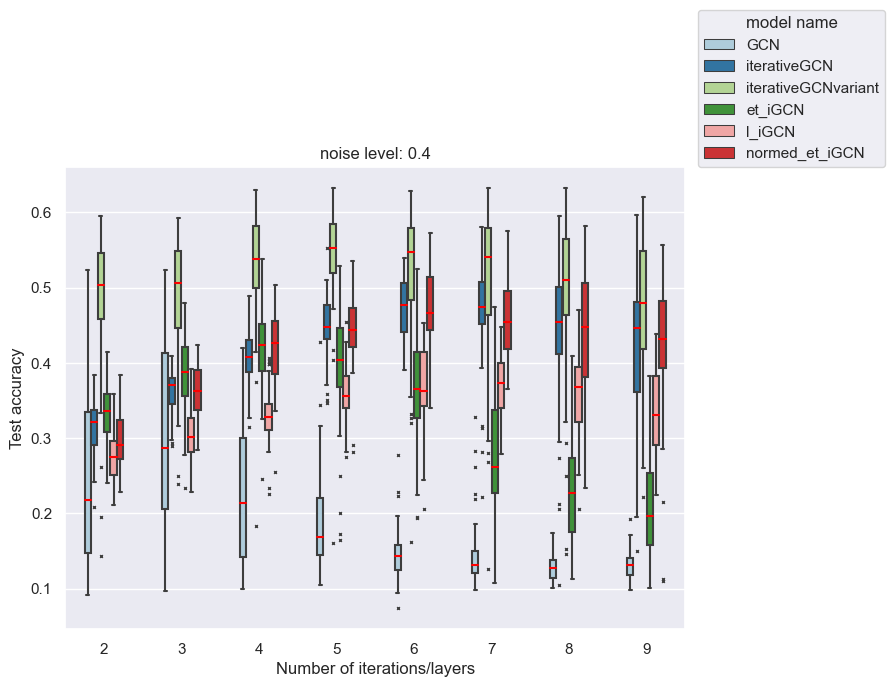 model name
GCN
iterativeGCN
iterativeGCNvariant
et_iGCN
l_iGCN
normed_et_iGCN
noise level: 0.4
Test accuracy
0.6
0.5
0.4
0.3
0.2
0.1
2 3 4 5 6 7 8 9
Number of iterations/layers